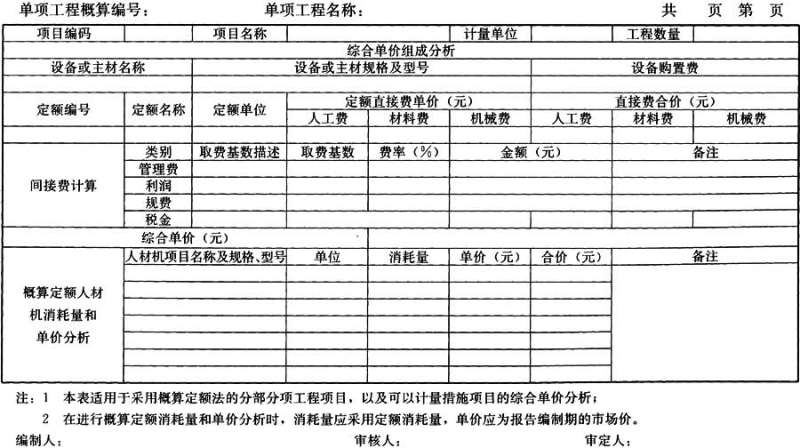 单项工程概算编号： 单项工程名称： 共 页 第 页
项目编码 项目名称 计量单位 工程数量
综合单价组成分析
设备或主材名称 设备或主材规格及型号 设备购置费
定额编号 定额名称 定额单位 定额直接费单价（元） 直接费合价（元）
人工费 材料费 机械费 人工费 材料费 机械费
间接费计算 类别 取费基数描述 取费基数 费率（%） 金额（元） 备注
管理费
利润
规费
税金
综合单价（元）
概算定额人材
机消耗量和
单价分析
人材机项目名称及规格、型号 单位 消耗量 单价（元） 合价（元） 备注
注：1 本表适用于采用概算定额法的分部分项工程项目，以及可以计量措施项目的综合单价分析；
2 在进行概算定额消耗量和单价分析时，消耗量应采用定额消耗量，单价应为报告编制期的市场价。
编制人： 审核人： 审定人：